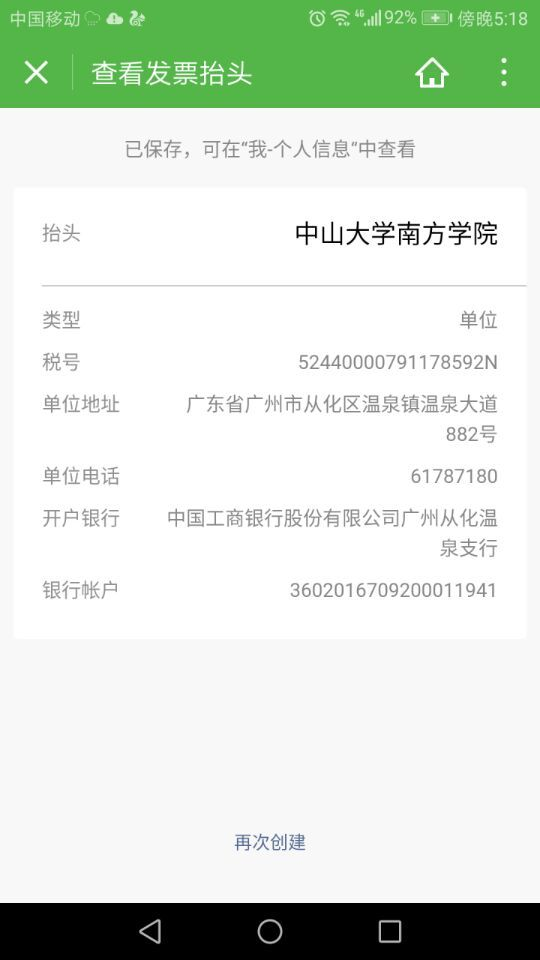 中国移动 4G 92% 傍晚5:18
查看发票抬头
已保存，可在“我-个人信息”中查看
抬头 中山大学南方学院
类型 单位
税号 52440000791178592N
单位地址 广东省广州市从化区温泉镇温泉大道
882号
单位电话 61787180
开户银行 中国工商银行股份有限公司广州从化温
泉支行
银行帐户 3602016709200011941
再次创建